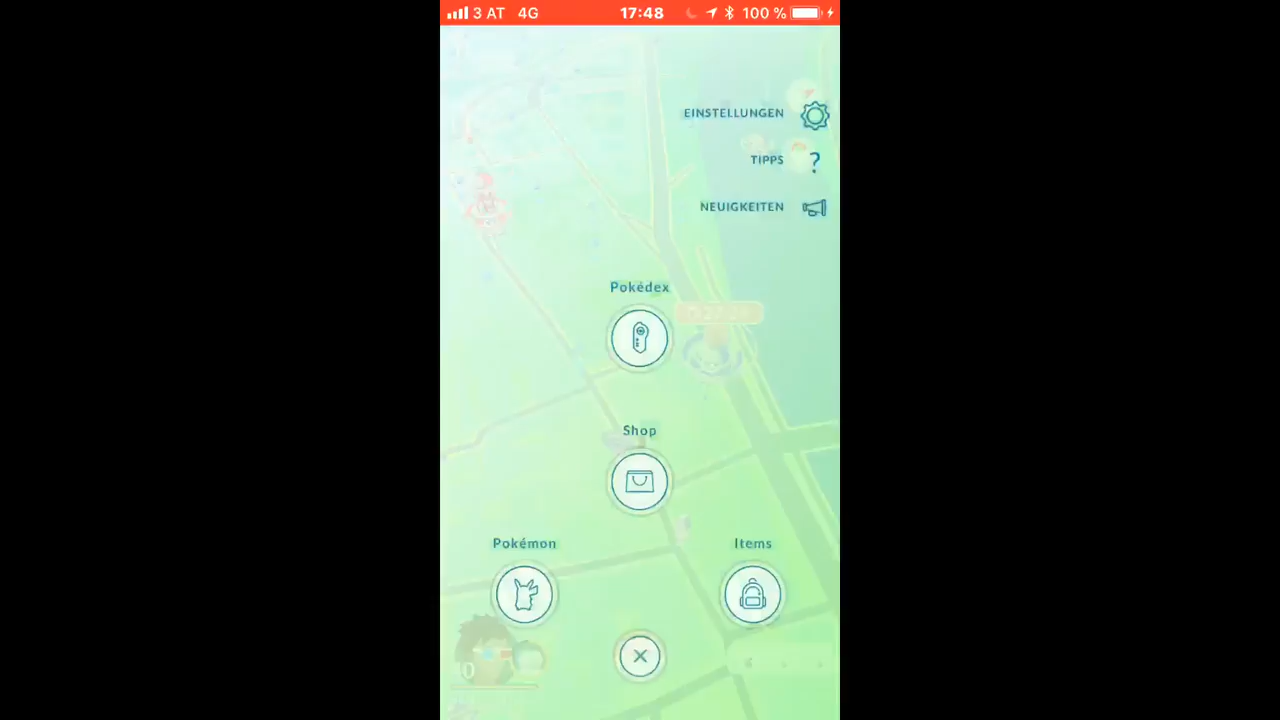 3 AT 4G 17:48 100 %
EINSTELLUNGEN
TIPPS
?
NEUIGKEITEN
Pokédex
Shop
Pokémon
Items